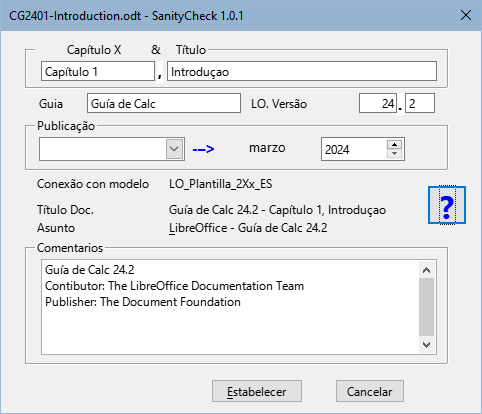 CG2401-Introduction.odt - SanityCheck 1.0.1
Capítulo X & Título
Capítulo 1 , Introduçao
Guia Guía de Calc LO. Versão 24 . 2
Publicação
---> marzo 2024
Conexão con modelo LO_Plantilla_2Xx_ES
Título Doc. Guía de Calc 24.2 - Capítulo 1, Introduçao
Asunto LibreOffice - Guía de Calc 24.2
?
Comentarios
Guía de Calc 24.2
Contibutor: The LibreOffice Documentation Team
Publisher: The Document Foundation
Estabelecer Cancelar